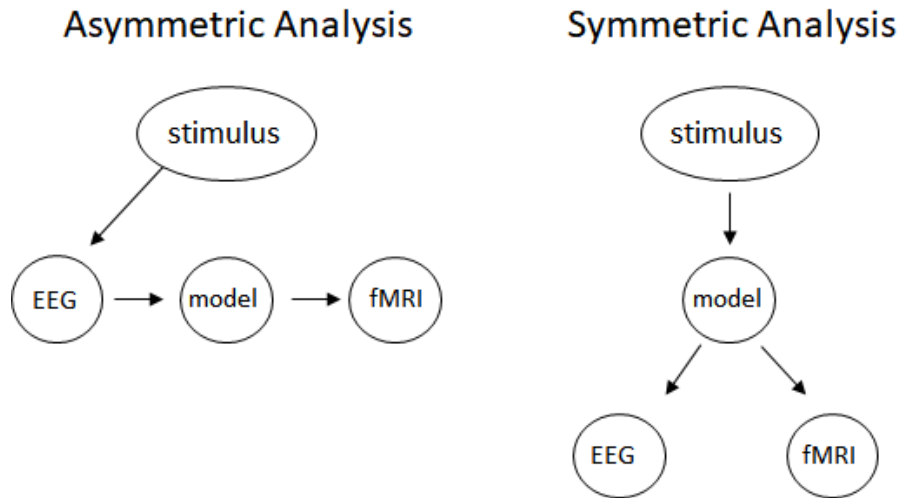 Asymmetric Analysis
Symmetric Analysis
stimulus
stimulus
EEG
model
fMRI
model
EEG
fMRI